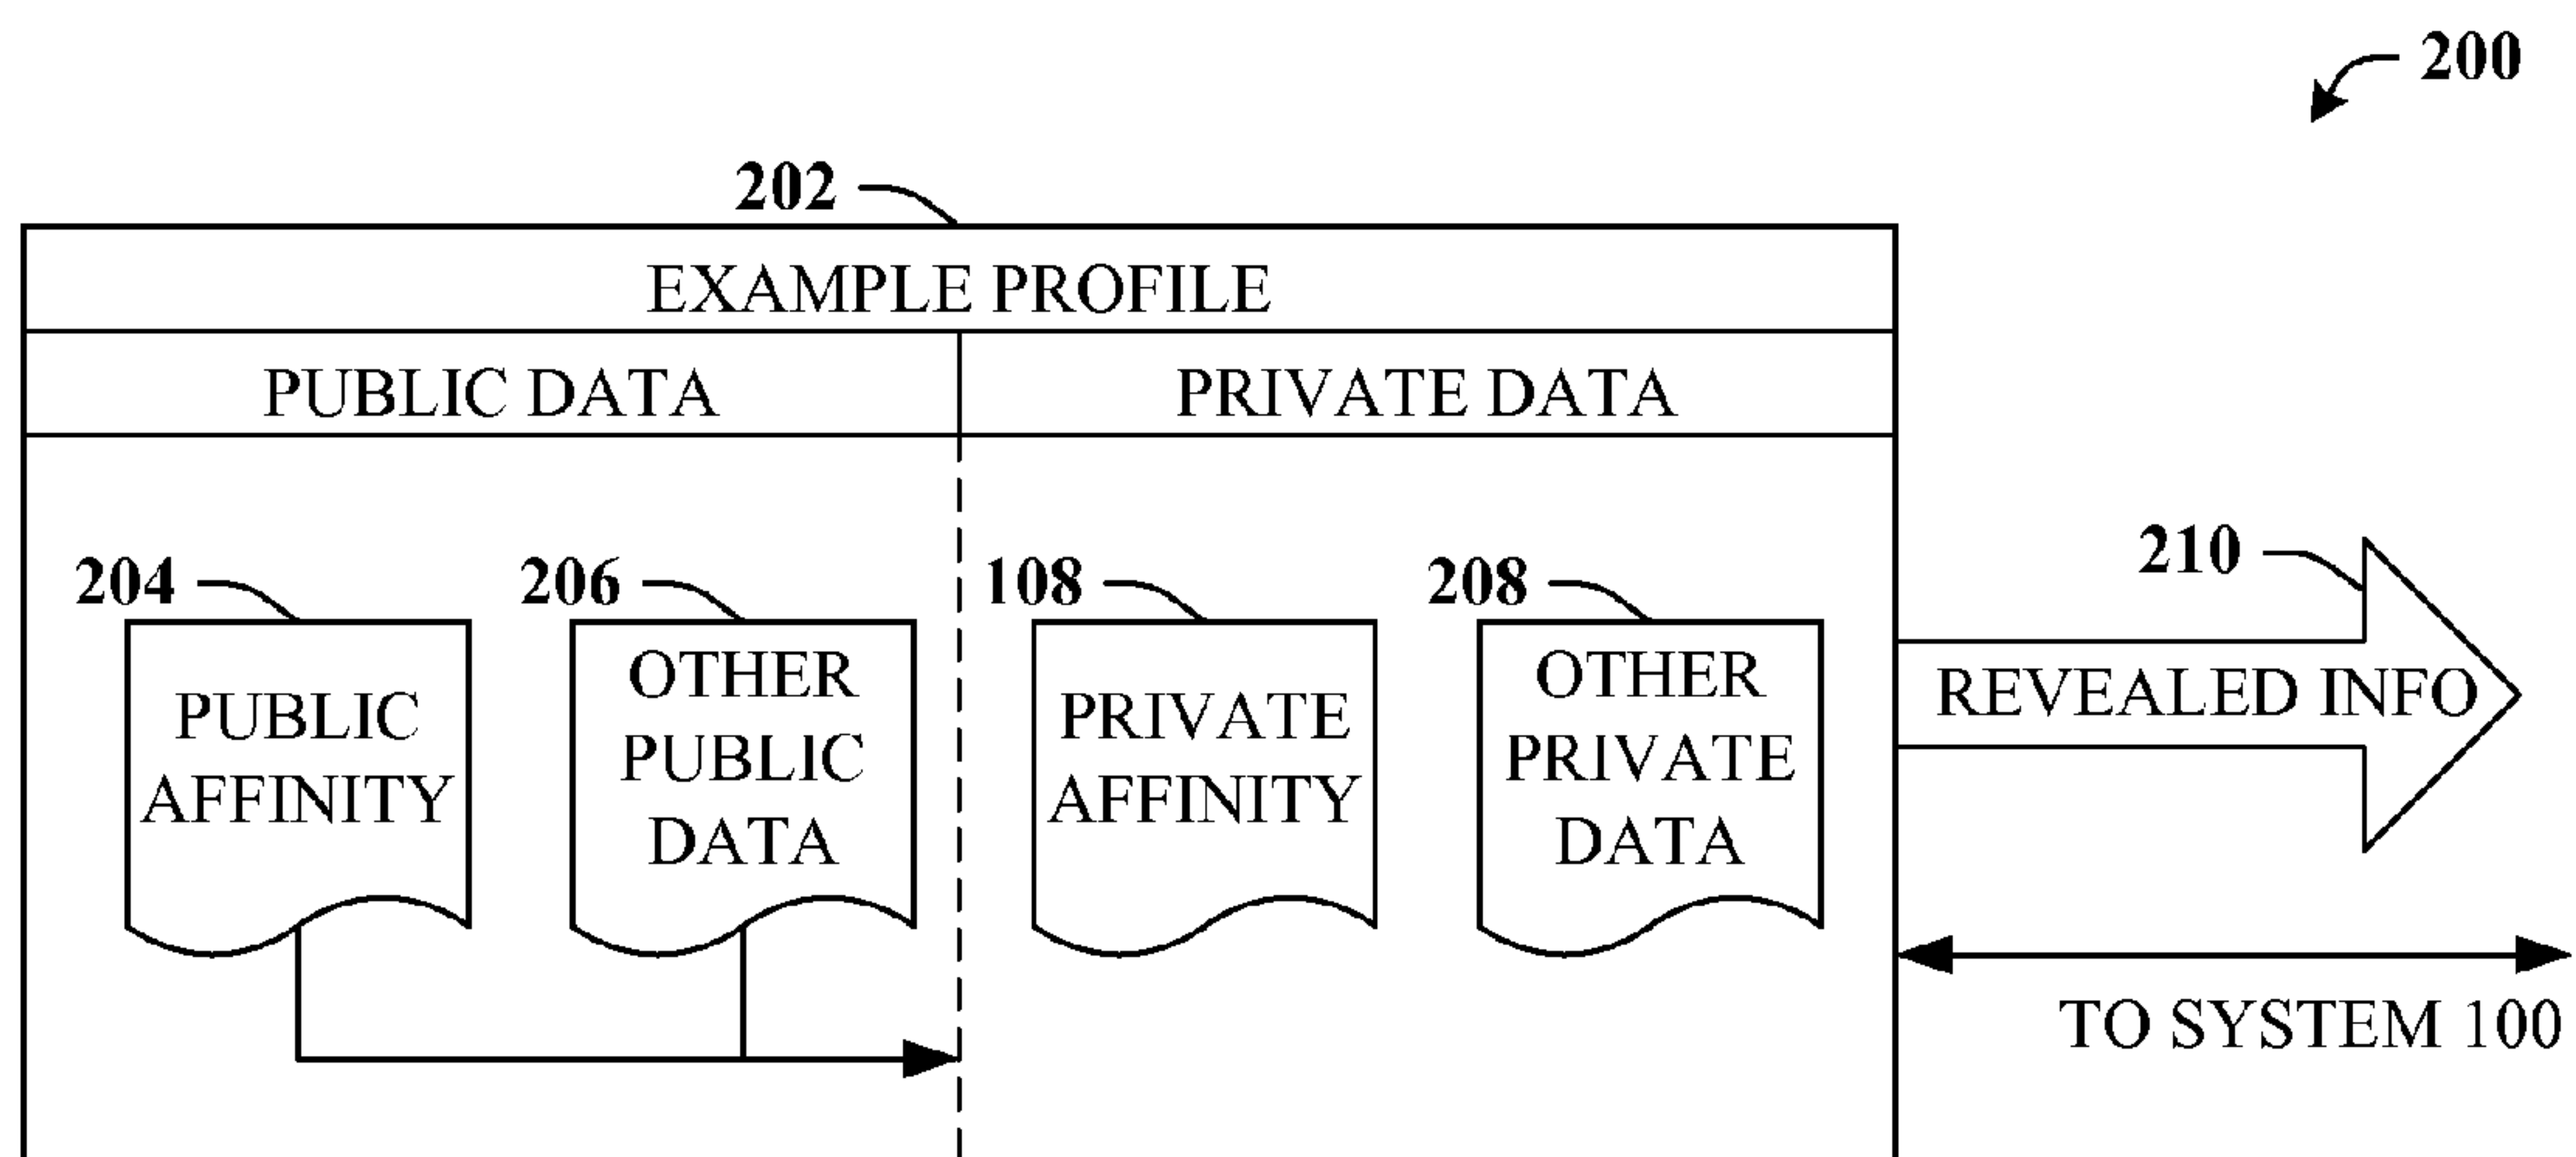 200
202
EXAMPLE PROFILE
PUBLIC DATA
PRIVATE DATA
204
206
108
208
210
PUBLIC
AFFINITY
OTHER
PUBLIC
DATA
PRIVATE
AFFINITY
OTHER
PRIVATE
DATA
REVEALED INFO
TO SYSTEM 100